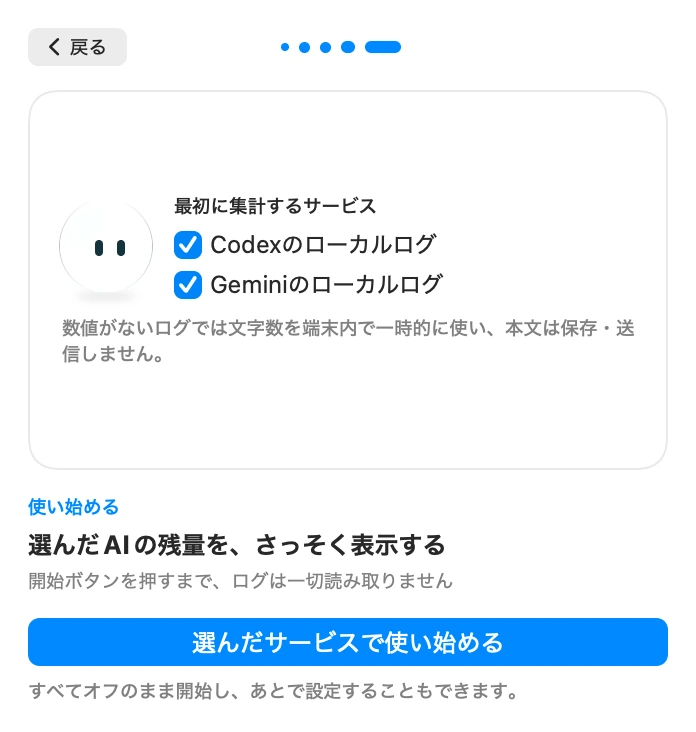 戻る
最初に集計するサービス
Codexのローカルログ
Geminiのローカルログ
数値がないログでは文字数を端末内で一時的に使い、本文は保存・送
信しません。
使い始める
選んだAIの残量を、さっそく表示する
開始ボタンを押すまで、ログは一切読み取りません
選んだサービスで使い始める
すべてオフのまま開始し、あとで設定することもできます。